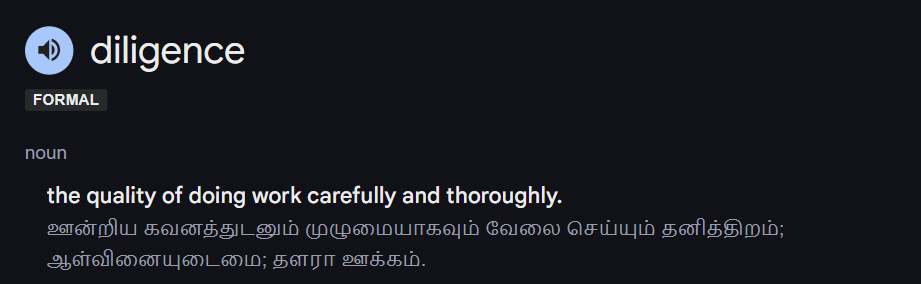 diligence
FORMAL
noun
the quality of doing work carefully and thoroughly.
ஊன்றிய கவனத்துடனும் முழுமையாகவும் வேலை செய்யும் தனித்திறம்;
ஆள்வினையுடைமை; தளரா ஊக்கம்.